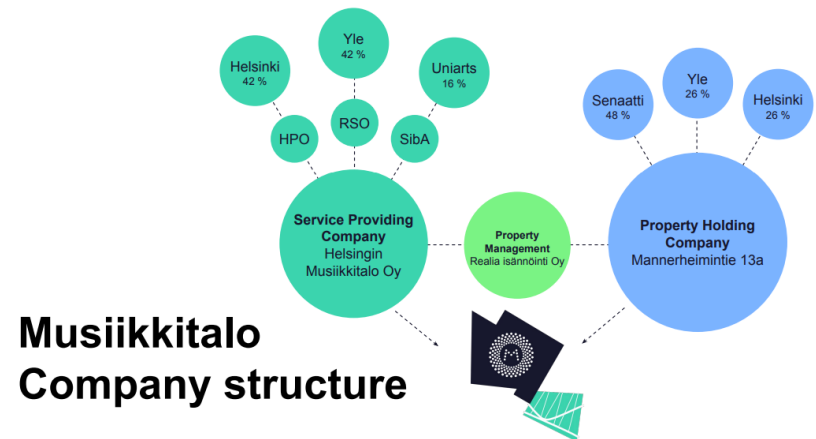 Yle
42 %
Helsinki
42 %
Uniarts
16 %
HPO
RSO
SibA
Service Providing
Company
Helsingin
Musiikkitalo Oy
Property
Management
Realia isännöinti Oy
Senaatti
48 %
Yle
26 %
Helsinki
26 %
Property Holding
Company
Mannerheimintie 13a
M
Musiikkitalo
Company structure